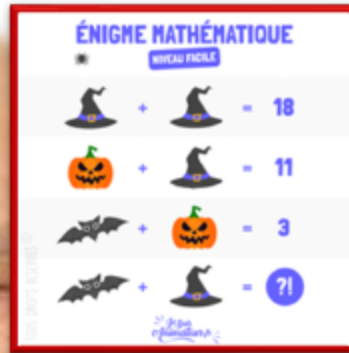 ÉNIGME MATHÉMATIQUE
NIVEAU FACILE
+ = 18
+ = 11
+ = 3
+ = ?!